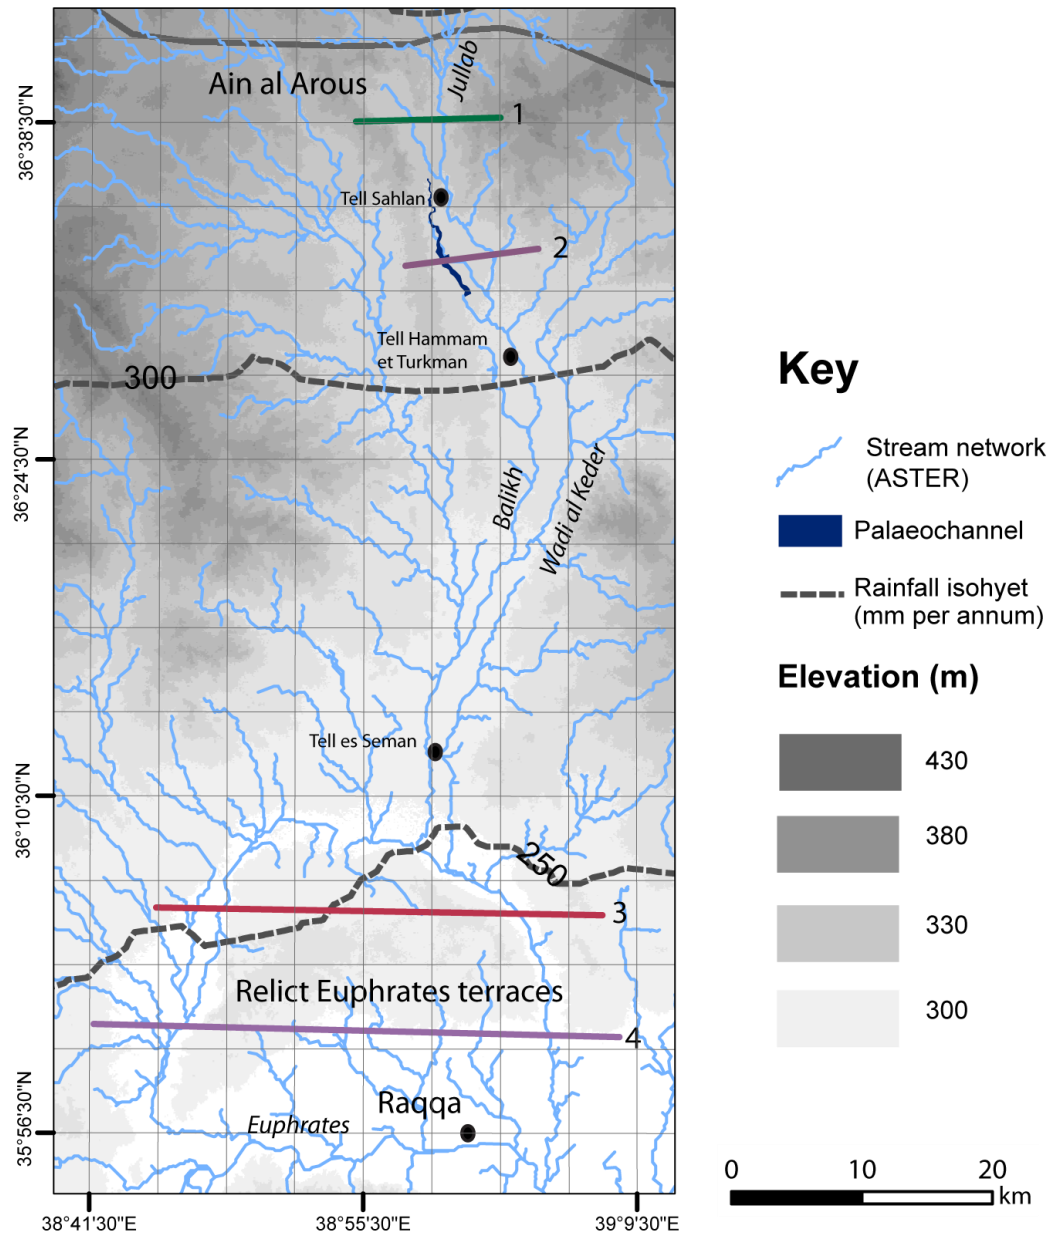 Jullab
Ain al Arous
1
36°38'30"N
Tell Sahlan
2
Tell Hammam
et Turkman
300
36°24'30"N
Balikh
Wadi al Keder
Tell es Seman
36°10'30"N
250
3
Relict Euphrates terraces
4
Raqqa
Euphrates
35°56'30"N
38°41'30"E
38°55'30"E
39°9'30"E
Key
Stream network
(ASTER)
Palaeochannel
Rainfall isohyet
(mm per annum)
Elevation (m)
430
380
330
300
0
10
20
km